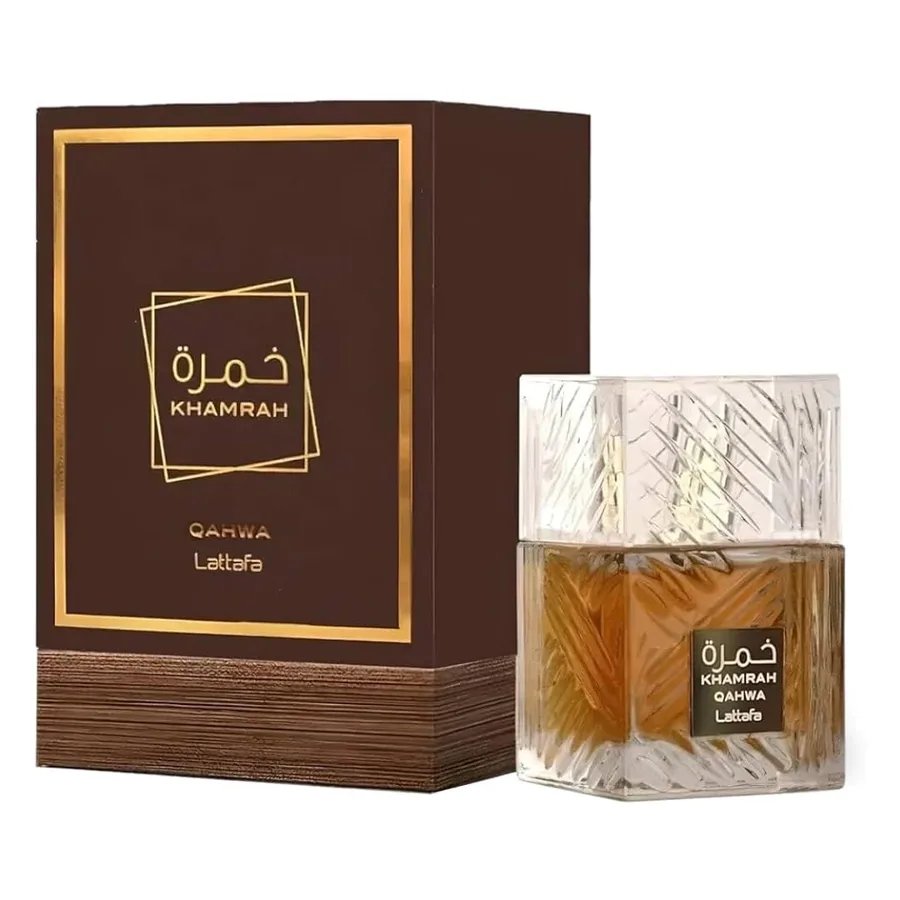 خمرة
KHAMRAH
QAHWA
Lattafa
خمرة
KHAMRAH
QAHWA
Lattafa